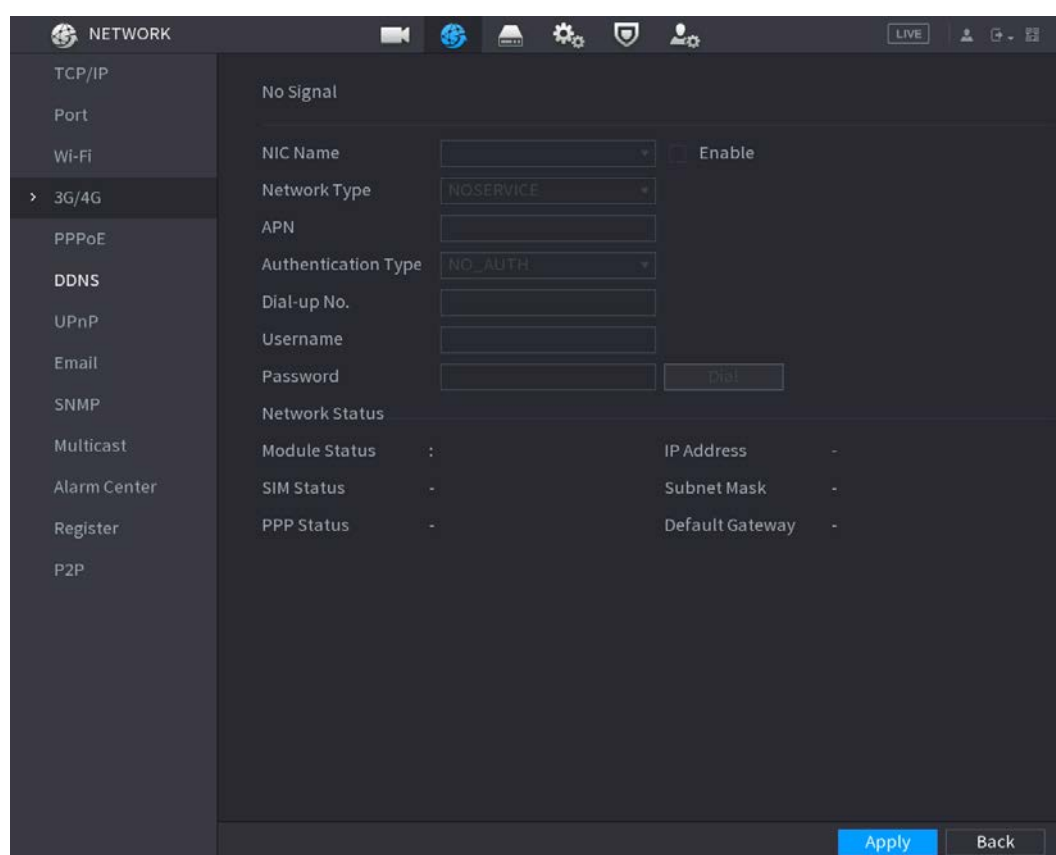 NETWORK
LIVE
TCP/IP
Port
Wi-Fi
3G/4G
PPPoE
DDNS
UPnP
Email
SNMP
Multicast
Alarm Center
Register
P2P
No Signal
NIC Name
Enable
Network Type NOSERVICE
APN
Authentication Type NO_AUTH
Dial-up No.
Username
Password Dial
Network Status
Module Status : IP Address -
SIM Status - Subnet Mask -
PPP Status - Default Gateway -
Apply Back